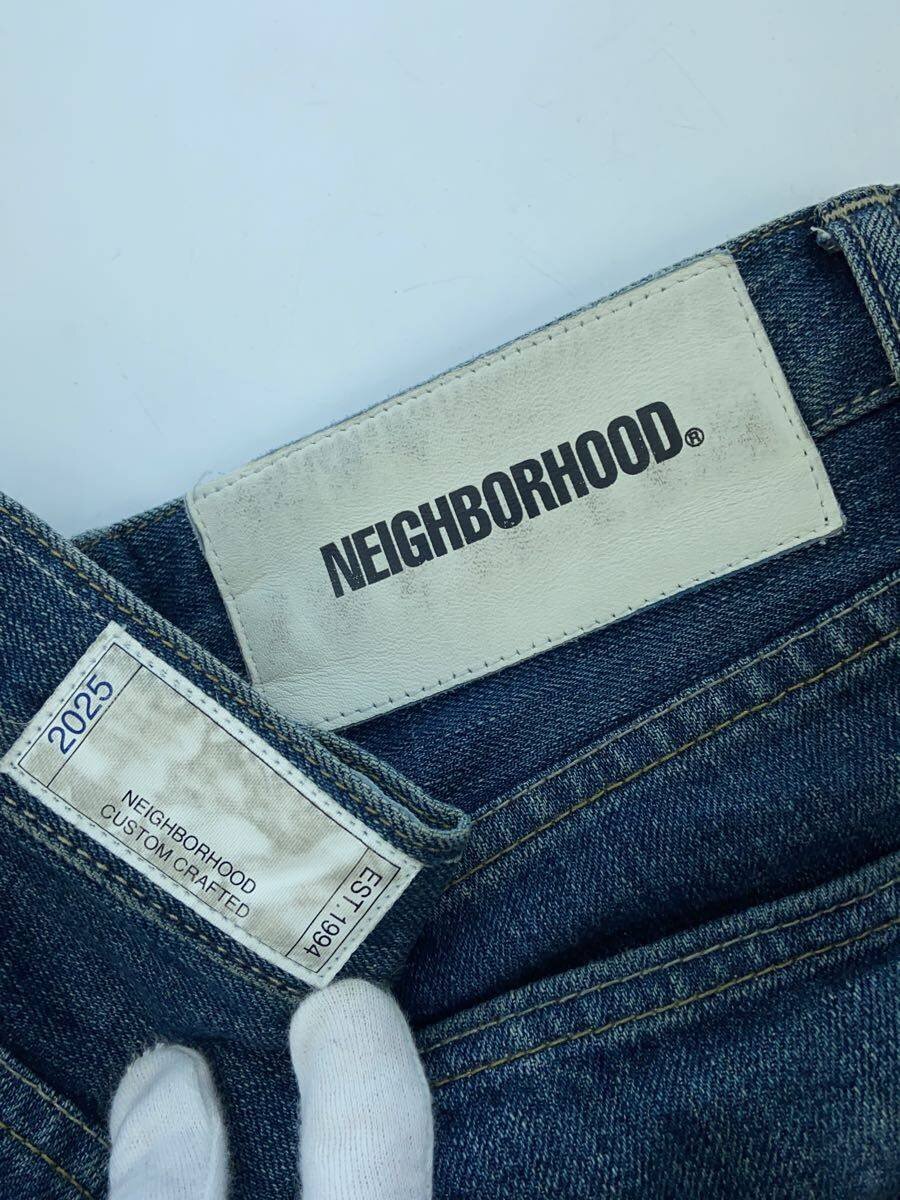 NEIGHBORHOOD®
2025
NEIGHBORHOOD
CUSTOM CRAFTED
EST. 1994